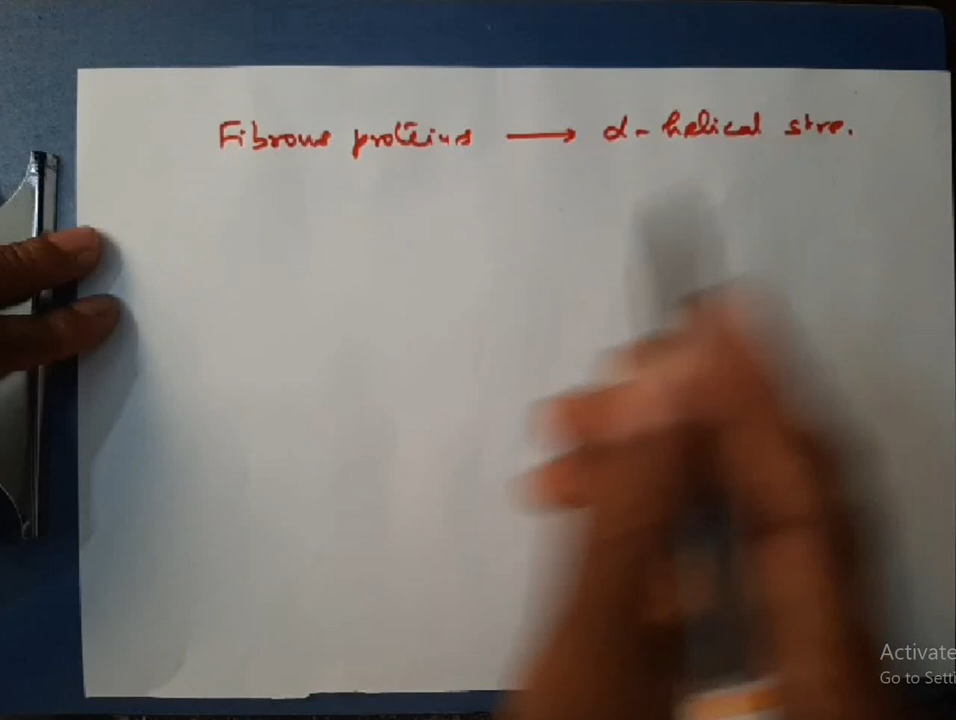 Fibrous proteins → α-helical stre.
Activate
Go to Setti